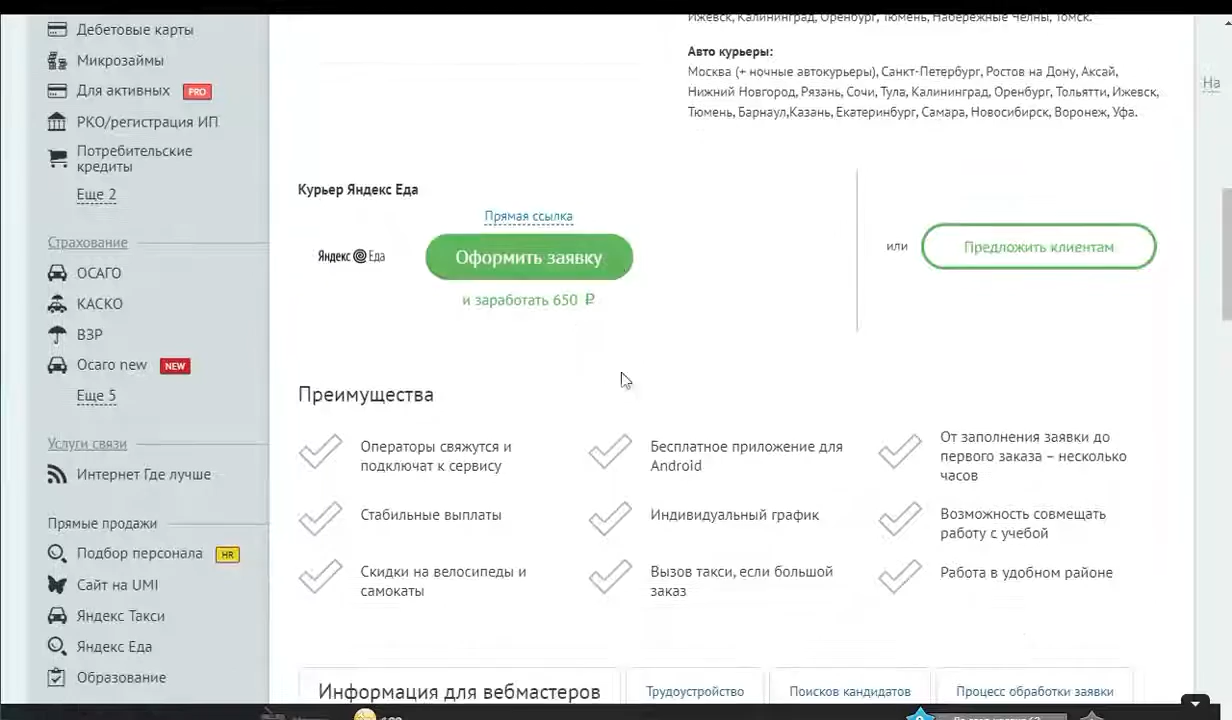 Дебетовые карты
Микрозаймы
Для активных PRO
РКО/регистрация ИП
Потребительские
кредиты
Еще 2
Страхование
ОСАГО
КАСКО
ВЗР
Осаго new NEW
Еще 5
Услуги связи
Интернет Где лучше
Прямые продажи
Подбор персонала HR
Сайт на UMI
Яндекс Такси
Яндекс Еда
Образование
Ижевск, Калининград, Оренбург, Тюмень, Набережные Челны, Томск.
Авто курьеры:
Москва (+ ночные автокурьеры), Санкт-Петербург, Ростов на Дону, Аксай,
Нижний Новгород, Рязань, Сочи, Тула, Калининград, Оренбург, Тольятти, Ижевск,
Тюмень, Барнаул,Казань, Екатеринбург, Самара, Новосибирск, Воронеж, Уфа.
На
Курьер Яндекс Еда
Прямая ссылка
Яндекс Еда
Оформить заявку
и заработать 650 ₽
или
Предложить клиентам
Преимущества
Операторы свяжутся и
подключат к сервису
Бесплатное приложение для
Android
От заполнения заявки до
первого заказа – несколько
часов
Стабильные выплаты
Индивидуальный график
Возможность совмещать
работу с учебой
Скидки на велосипеды и
самокаты
Вызов такси, если большой
заказ
Работа в удобном районе
Информация для вебмастеров
Трудоустройство
Поисков кандидатов
Процесс обработки заявки